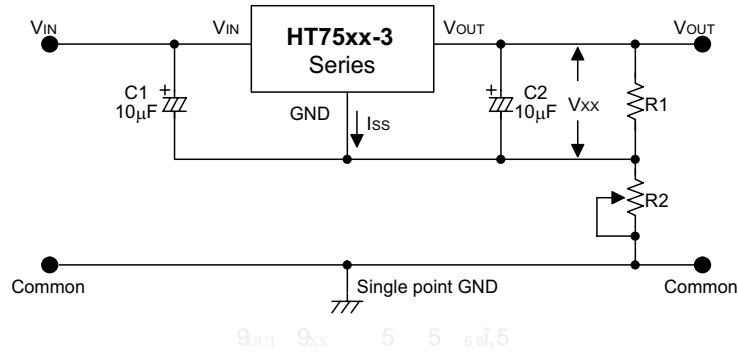 VIN
VIN
HT75xx-3
Series
VOUT
VOUT
C1
10μF
GND
ISS
C2
10μF
VXX
R1
R2
Common
Single point GND
Common